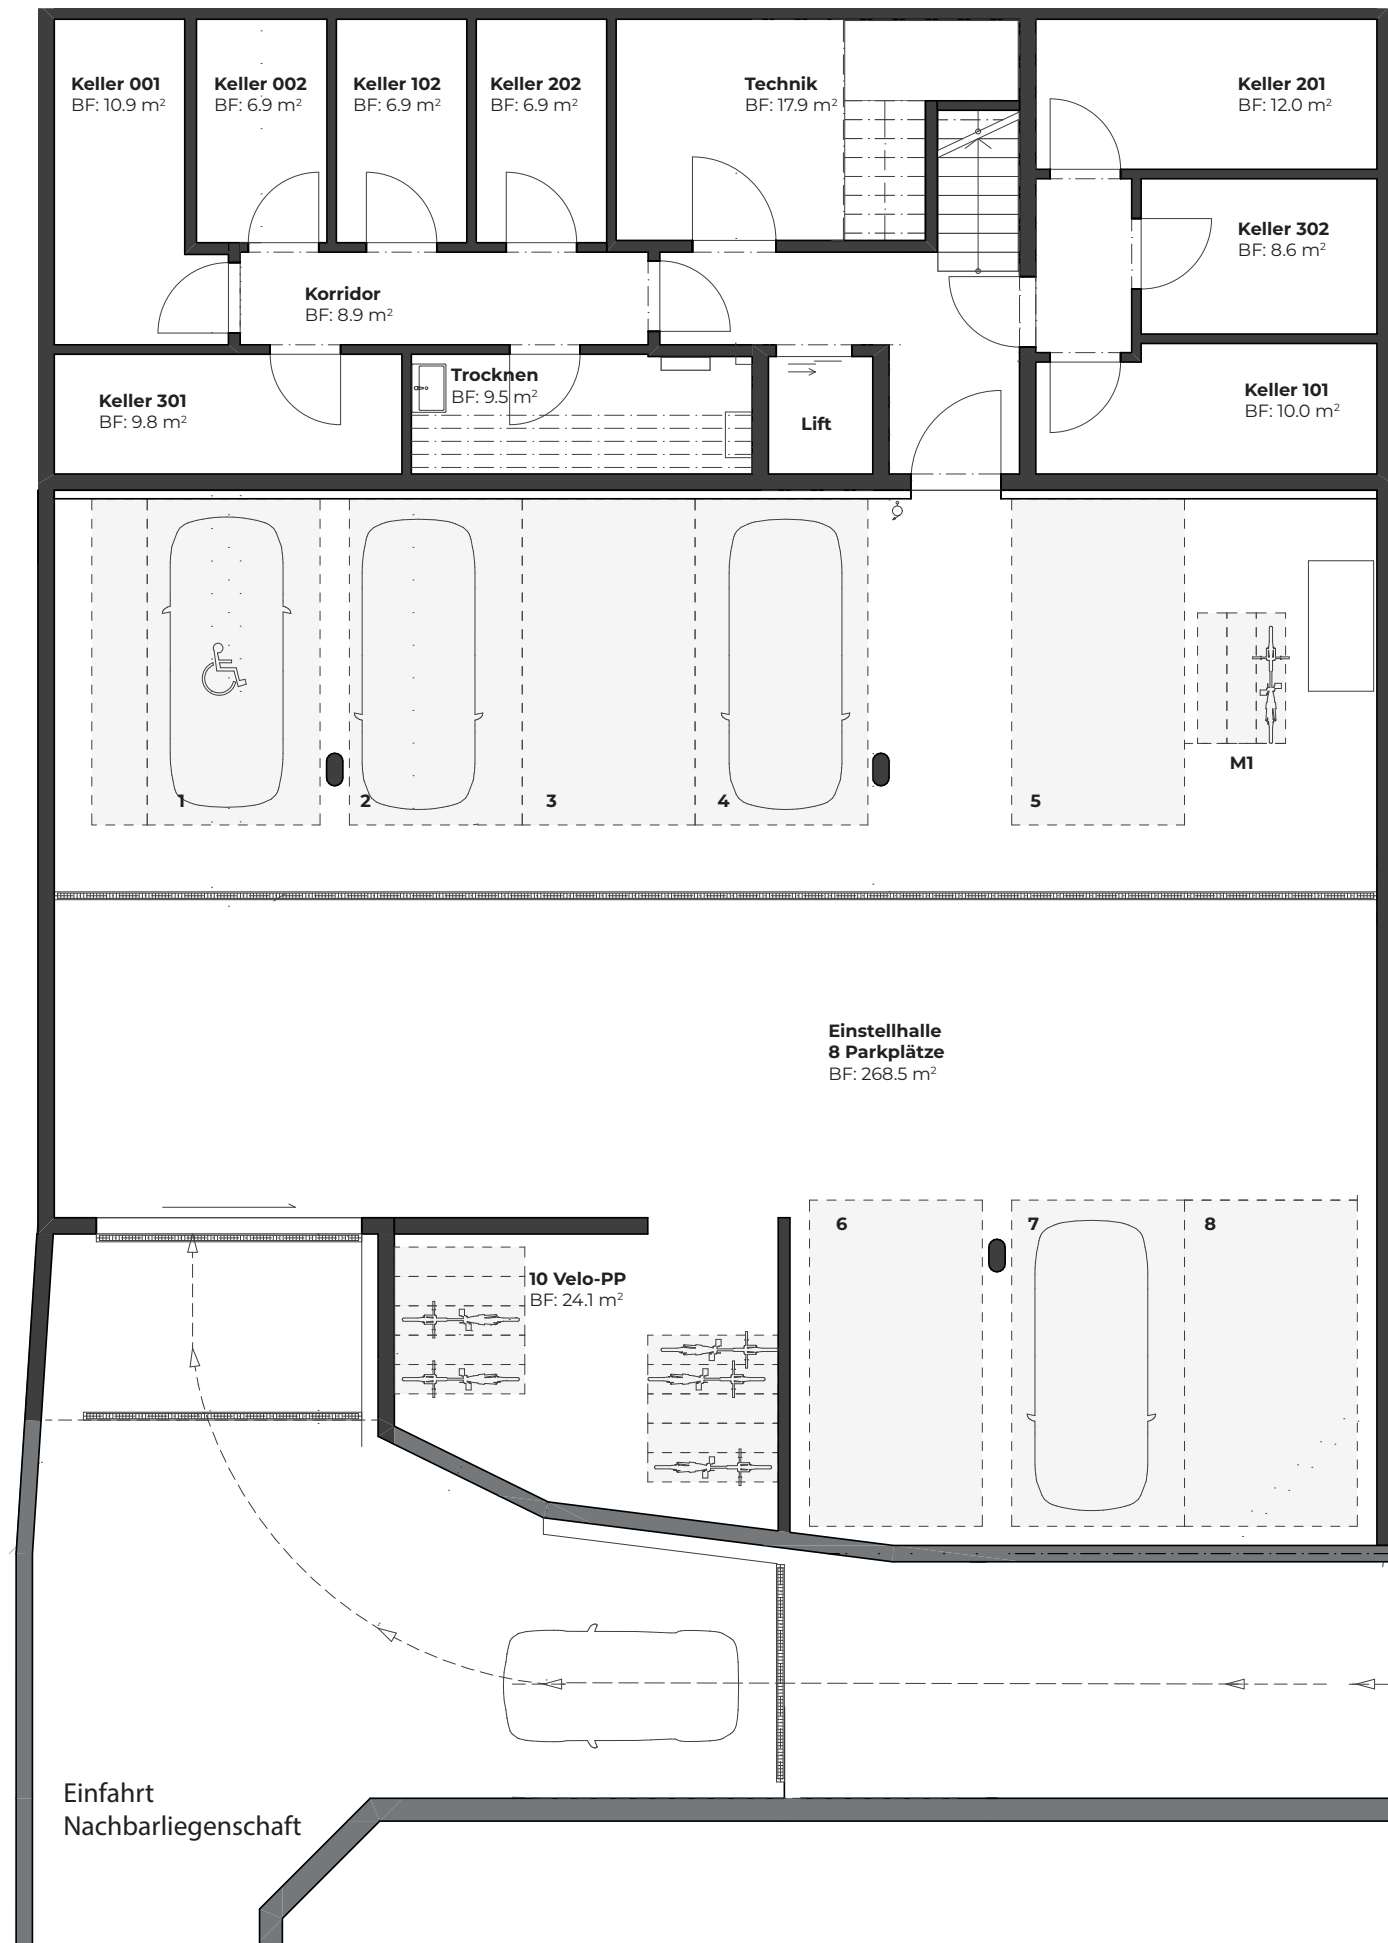 Keller 001
BF: 10.9 m²
Keller 002
BF: 6.9 m²
Keller 102
BF: 6.9 m²
Keller 202
BF: 6.9 m²
Technik
BF: 17.9 m²
Keller 201
BF: 12.0 m²
Keller 302
BF: 8.6 m²
Korridor
BF: 8.9 m²
Trocknen
BF: 9.5 m²
Keller 301
BF: 9.8 m²
Lift
Keller 101
BF: 10.0 m²
M1
1
2
3
4
5
Einstellhalle
8 Parkplätze
BF: 268.5 m²
6
7
8
10 Velo-PP
BF: 24.1 m²
Einfahrt
Nachbarliegenschaft